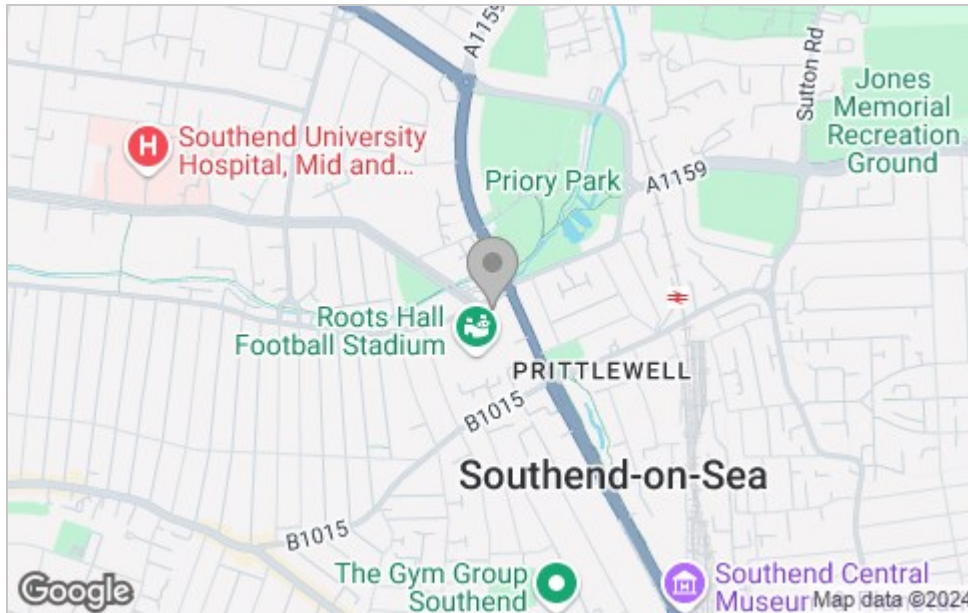 A1159
Sutton Rd
Jones
Memorial
Recreation
Ground
Southend University
Hospital, Mid and...
Priory Park
A1159
Roots Hall
Football Stadium
PRITTLEWELL
B1015
Southend-on-Sea
B1015
The Gym Group
Southend
Southend Central
Museum
Google
Map data ©2024